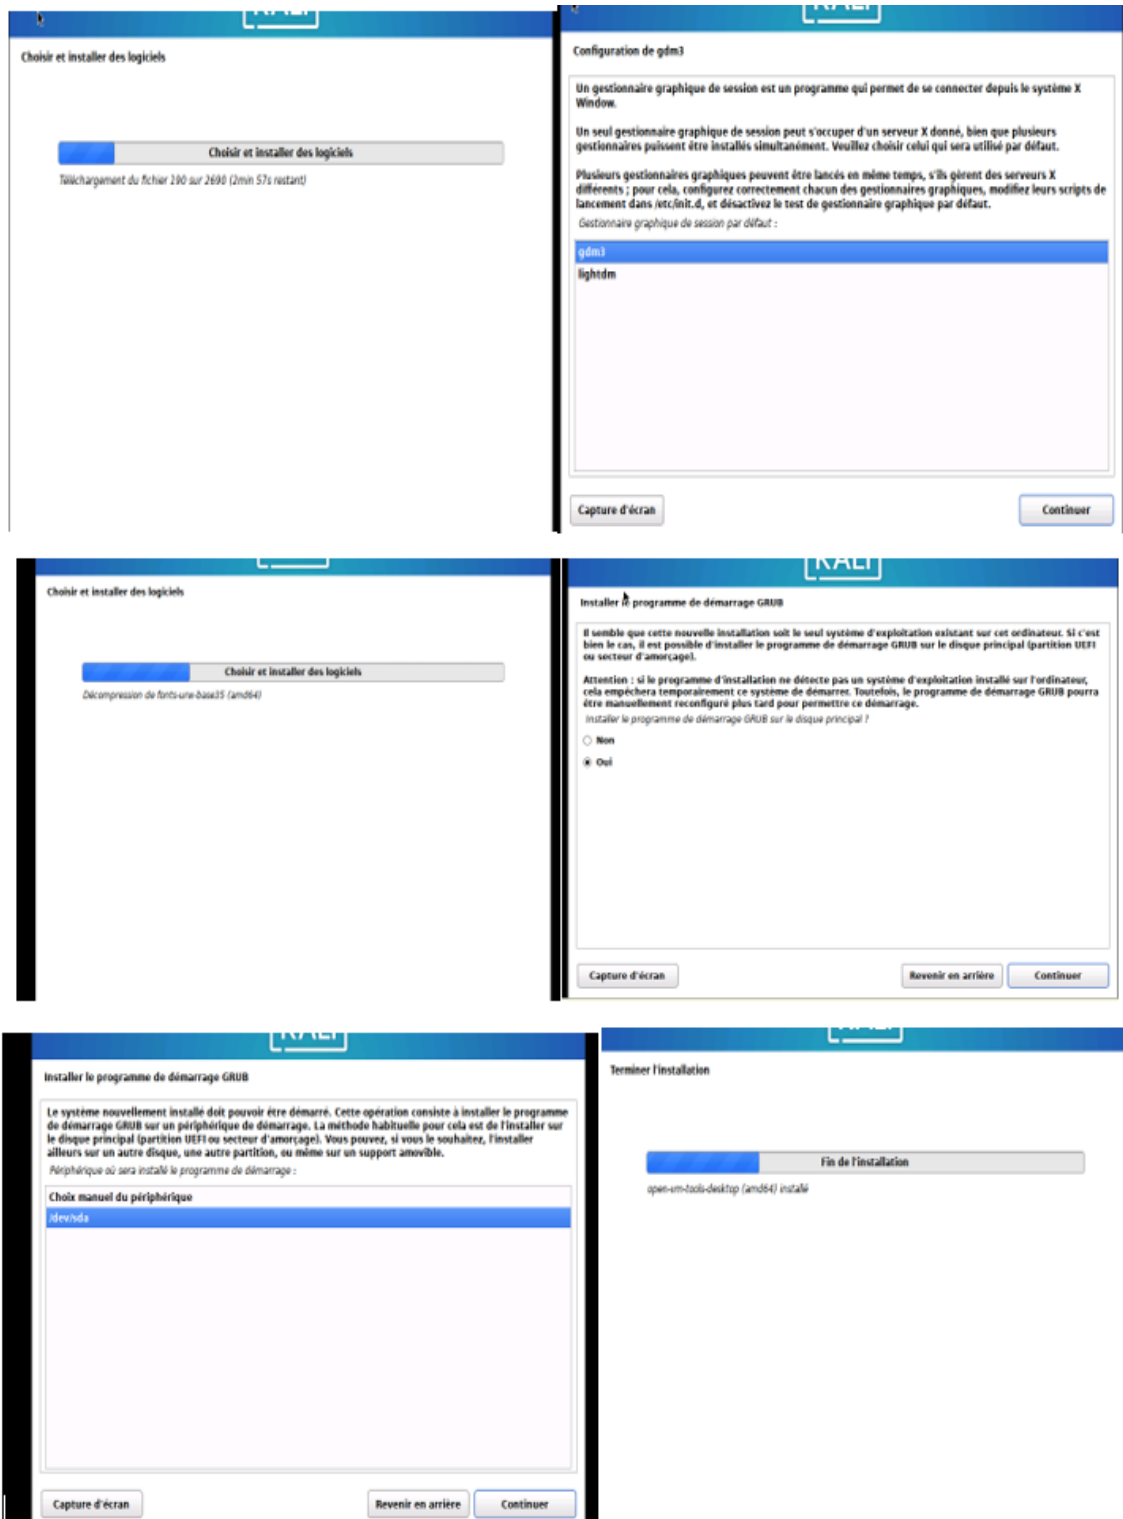 Choisir et installer des logiciels
Choisir et installer des logiciels
Téléchargement du fichier 190 sur 2690 (2min 57s restant)
Configuration de gdm3
Un gestionnaire graphique de session est un programme qui permet de se connecter depuis le système X
Window.
Un seul gestionnaire graphique de session peut s'occuper d'un serveur X donné, bien que plusieurs
gestionnaires puissent être installés simultanément. Veuillez choisir celui qui sera utilisé par défaut.
Plusieurs gestionnaires graphiques peuvent être lancés en même temps, s'ils gèrent des serveurs X
différents ; pour cela, configurez correctement chacun des gestionnaires graphiques, modifiez leurs scripts de
lancement dans /etc/init.d, et désactivez le test de gestionnaire graphique par défaut.
Gestionnaire graphique de session par défaut :
gdm3
lightdm
Capture d'écran
Continuer
Choisir et installer des logiciels
Choisir et installer des logiciels
Décompression de fonts-urw-base35 (amd64)
KALI
Installer le programme de démarrage GRUB
Il semble que cette nouvelle installation soit le seul système d'exploitation existant sur cet ordinateur. Si c'est
bien le cas, il est possible d'installer le programme de démarrage GRUB sur le disque principal (partition UEFI
ou secteur d'amorçage).
Attention : si le programme d'installation ne détecte pas un système d'exploitation installé sur l'ordinateur,
cela empêchera temporairement ce système de démarrer. Toutefois, le programme de démarrage GRUB pourra
être manuellement reconfiguré plus tard pour permettre ce démarrage.
Installer le programme de démarrage GRUB sur le disque principal ?
Non
Oui
Capture d'écran
Revenir en arrière
Continuer
KALI
Installer le programme de démarrage GRUB
Le système nouvellement installé doit pouvoir être démarré. Cette opération consiste à installer le programme
de démarrage GRUB sur un périphérique de démarrage. La méthode habituelle pour cela est de l'installer sur
le disque principal (partition UEFI ou secteur d'amorçage). Vous pouvez, si vous le souhaitez, l'installer
ailleurs sur un autre disque, une autre partition, ou même sur un support amovible.
Périphérique où sera installé le programme de démarrage :
Choix manuel du périphérique
/dev/sda
Capture d'écran
Revenir en arrière
Continuer
Terminer l'installation
Fin de l'installation
open-vm-tools-desktop (amd64) installé